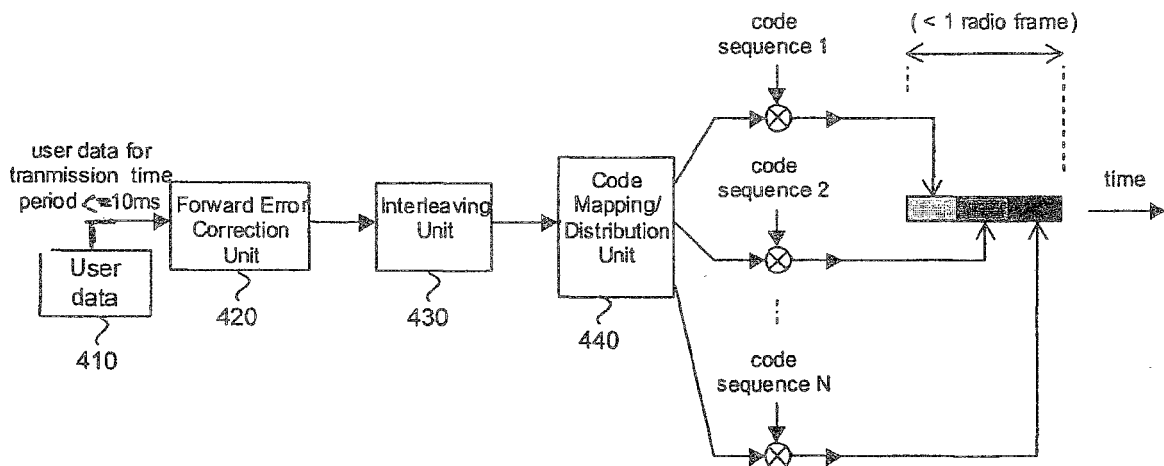 code
sequence 1
( < 1 radio frame )
user data for
tranmission time
period <=10ms
User
data
410
Forward Error
Correction
Unit
420
Interleaving
Unit
430
Code
Mapping/
Distribution
Unit
440
code
sequence 2
code
sequence N
time